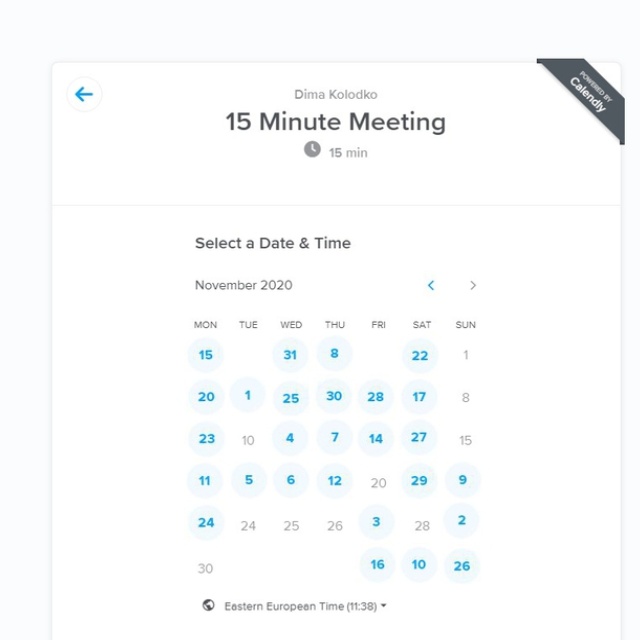 POWERED BY
Calendly
Dima Kolodko
15 Minute Meeting
15 min
Select a Date & Time
November 2020
MON TUE WED THU FRI SAT SUN
15 31 8 22 1
20 1 25 30 28 17 8
23 10 4 7 14 27 15
11 5 6 12 20 29 9
24 24 25 26 3 28 2
30 16 10 26
Eastern European Time (11:38)